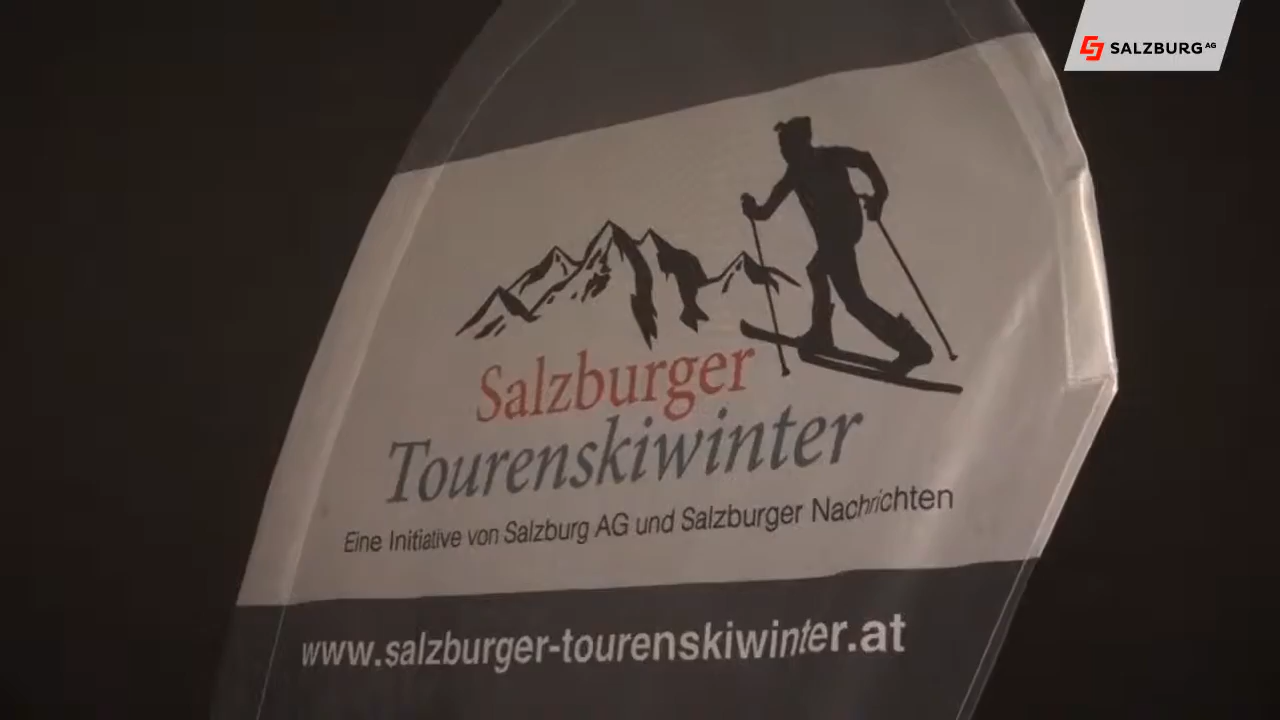 SALZBURG AG
Salzburger
Tourenskiwinter
Eine Initiative von Salzburg AG und Salzburger Nachrichten
www.salzburger-tourenskiwinter.at